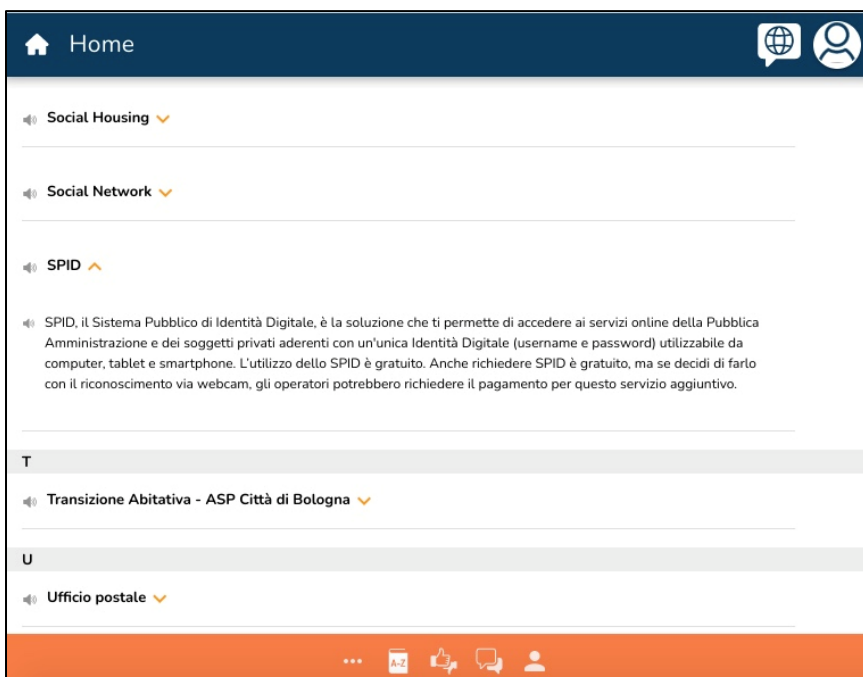 Home
Social Housing
Social Network
SPID
SPID, il Sistema Pubblico di Identità Digitale, è la soluzione che ti permette di accedere ai servizi online della Pubblica
Amministrazione e dei soggetti privati aderenti con un'unica Identità Digitale (username e password) utilizzabile da
computer, tablet e smartphone. L'utilizzo dello SPID è gratuito. Anche richiedere SPID è gratuito, ma se decidi di farlo
con il riconoscimento via webcam, gli operatori potrebbero richiedere il pagamento per questo servizio aggiuntivo.
T
Transizione Abitativa - ASP Città di Bologna
U
Ufficio postale
A-Z